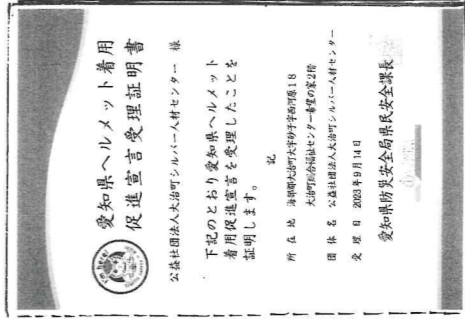 愛知県ヘルメット着用
促進宣言受理証明書
公益社団法人大治町シルバー人材センター 様
下記のとおり愛知県ヘルメット
着用促進宣言を受理したことを
証明します。
記
所在地 海部郡大治町大字砂子字西河原18
大治町総合福祉センター希望の家2階
団体名 公益社団法人大治町シルバー人材センター
受理日 2023年9月14日
愛知県防災安全局県民安全課長